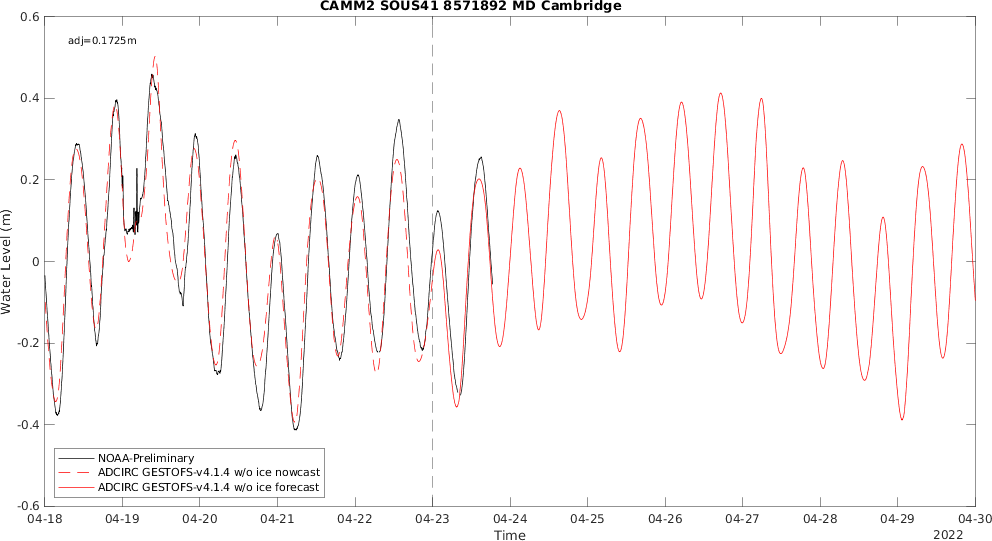 CAMM2 SOUS41 8571892 MD Cambridge
adj=0.1725m
0.6
0.4
0.2
0
-0.2
-0.4
-0.6
Water Level (m)
NOAA-Preliminary
ADCIRC GESTOFS-v4.1.4 w/o ice nowcast
ADCIRC GESTOFS-v4.1.4 w/o ice forecast
04-18 04-19 04-20 04-21 04-22 04-23 04-24 04-25 04-26 04-27 04-28 04-29 04-30
Time
2022